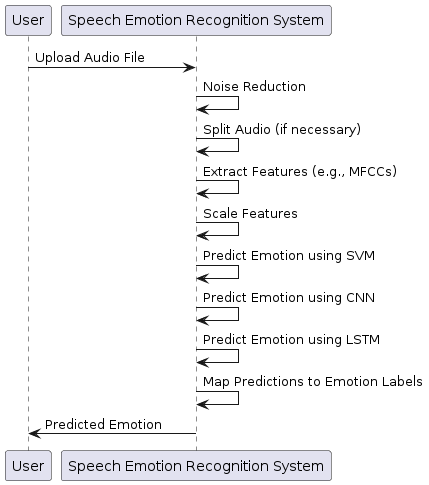 User
Speech Emotion Recognition System
Upload Audio File
Noise Reduction
Split Audio (if necessary)
Extract Features (e.g., MFCCs)
Scale Features
Predict Emotion using SVM
Predict Emotion using CNN
Predict Emotion using LSTM
Map Predictions to Emotion Labels
Predicted Emotion
User
Speech Emotion Recognition System